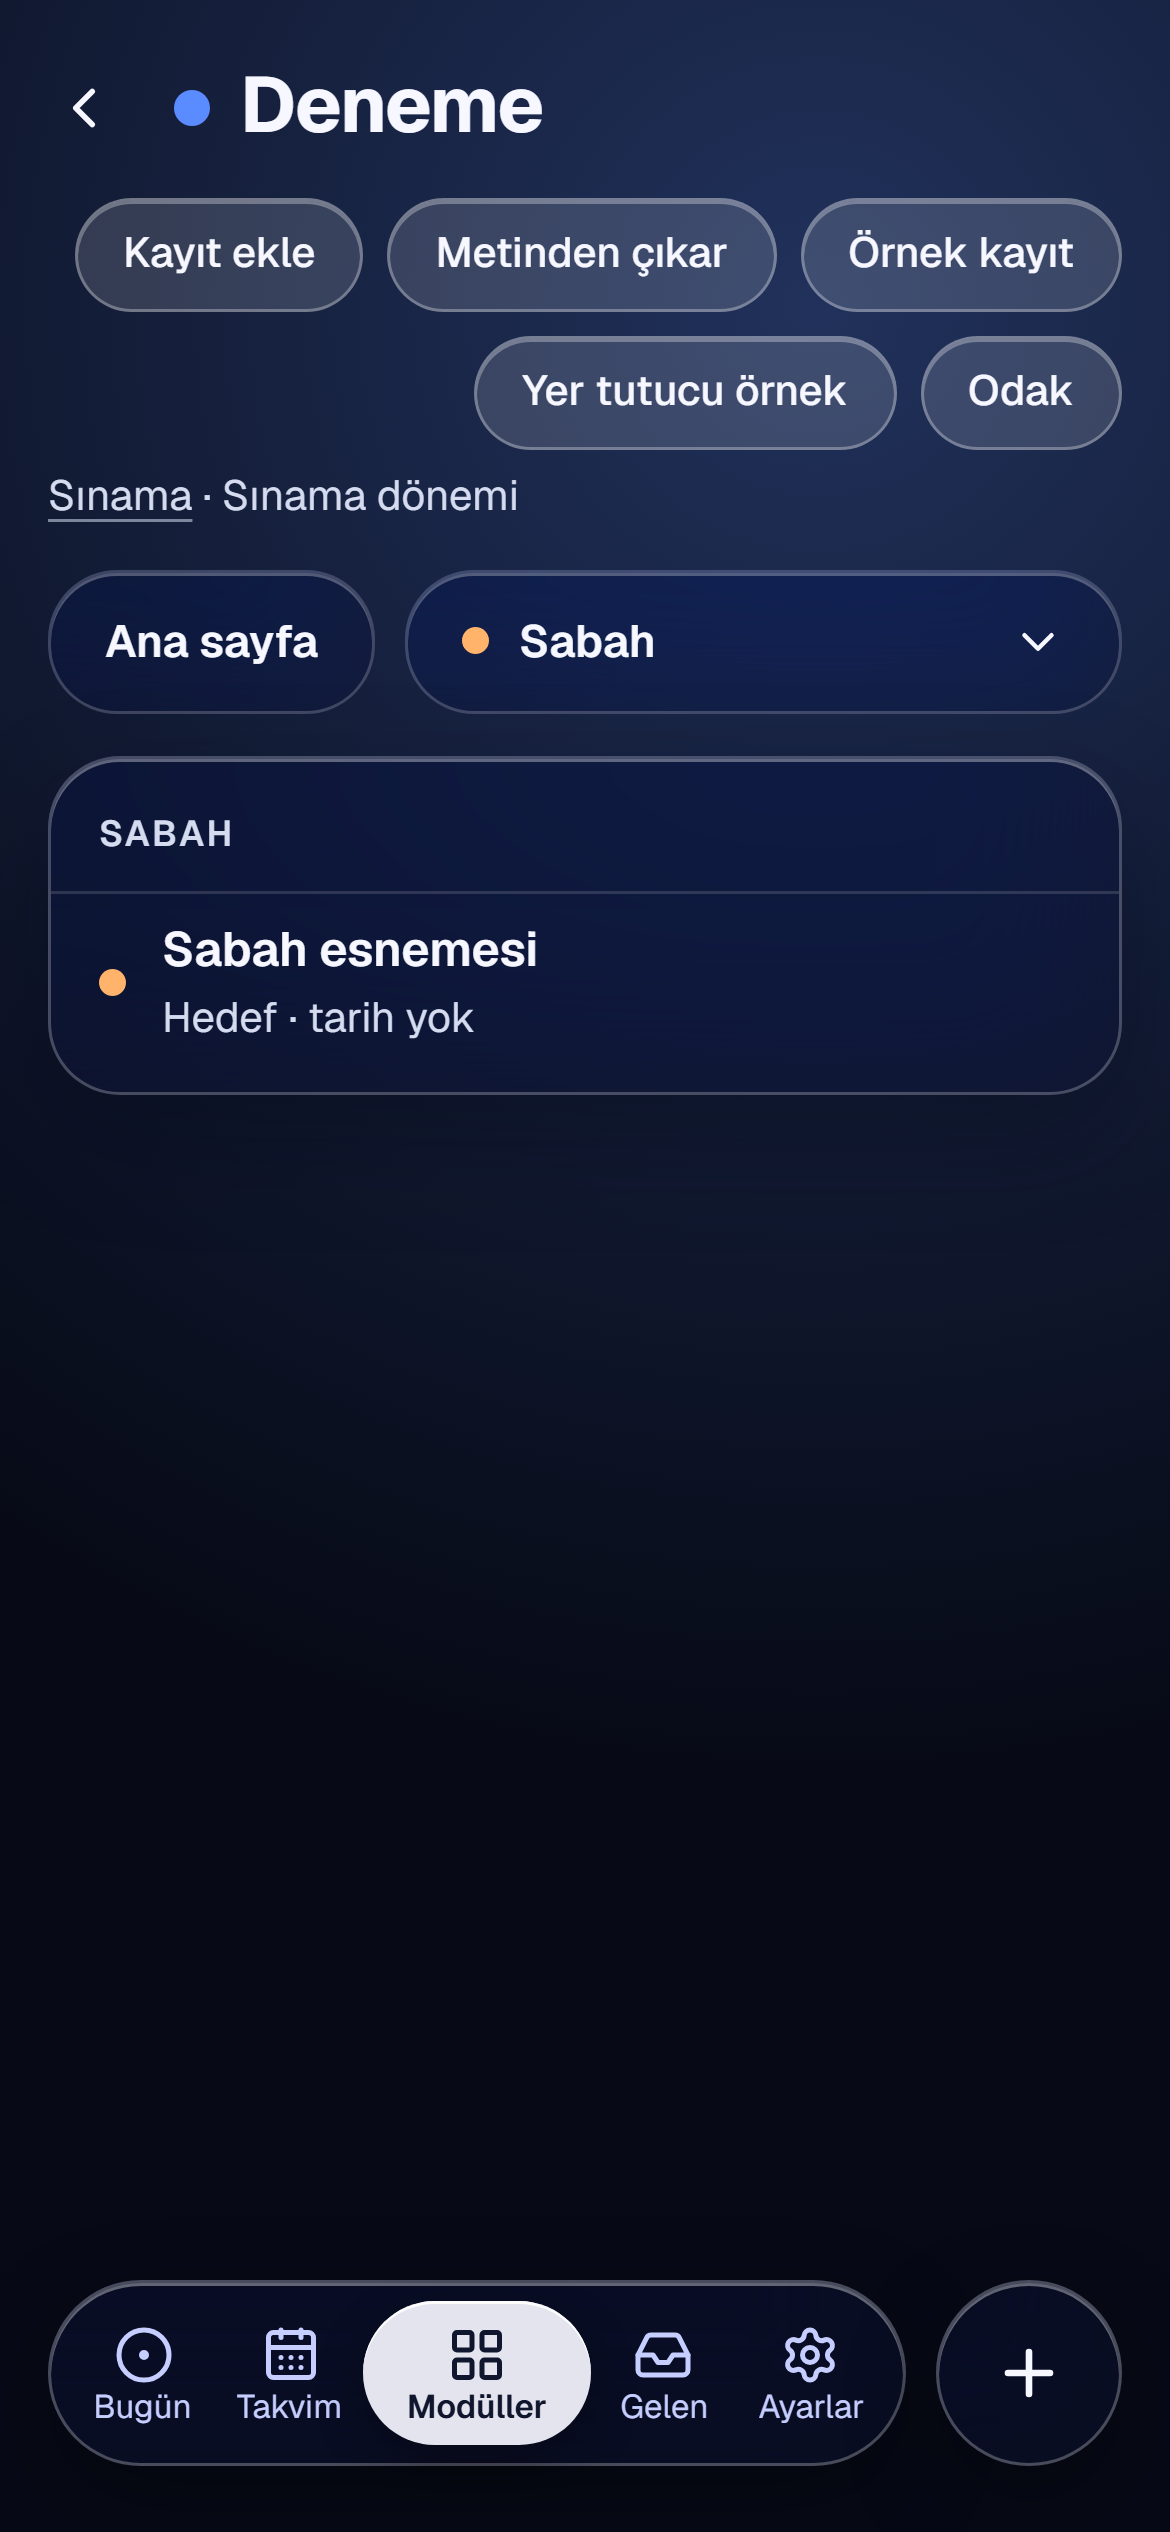 Deneme
Kayıt ekle
Metinden çıkar
Örnek kayıt
Yer tutucu örnek
Odak
Sınama · Sınama dönemi
Ana sayfa
Sabah
SABAH
Sabah esnemesi
Hedef · tarih yok
Bugün
Takvim
Modüller
Gelen
Ayarlar